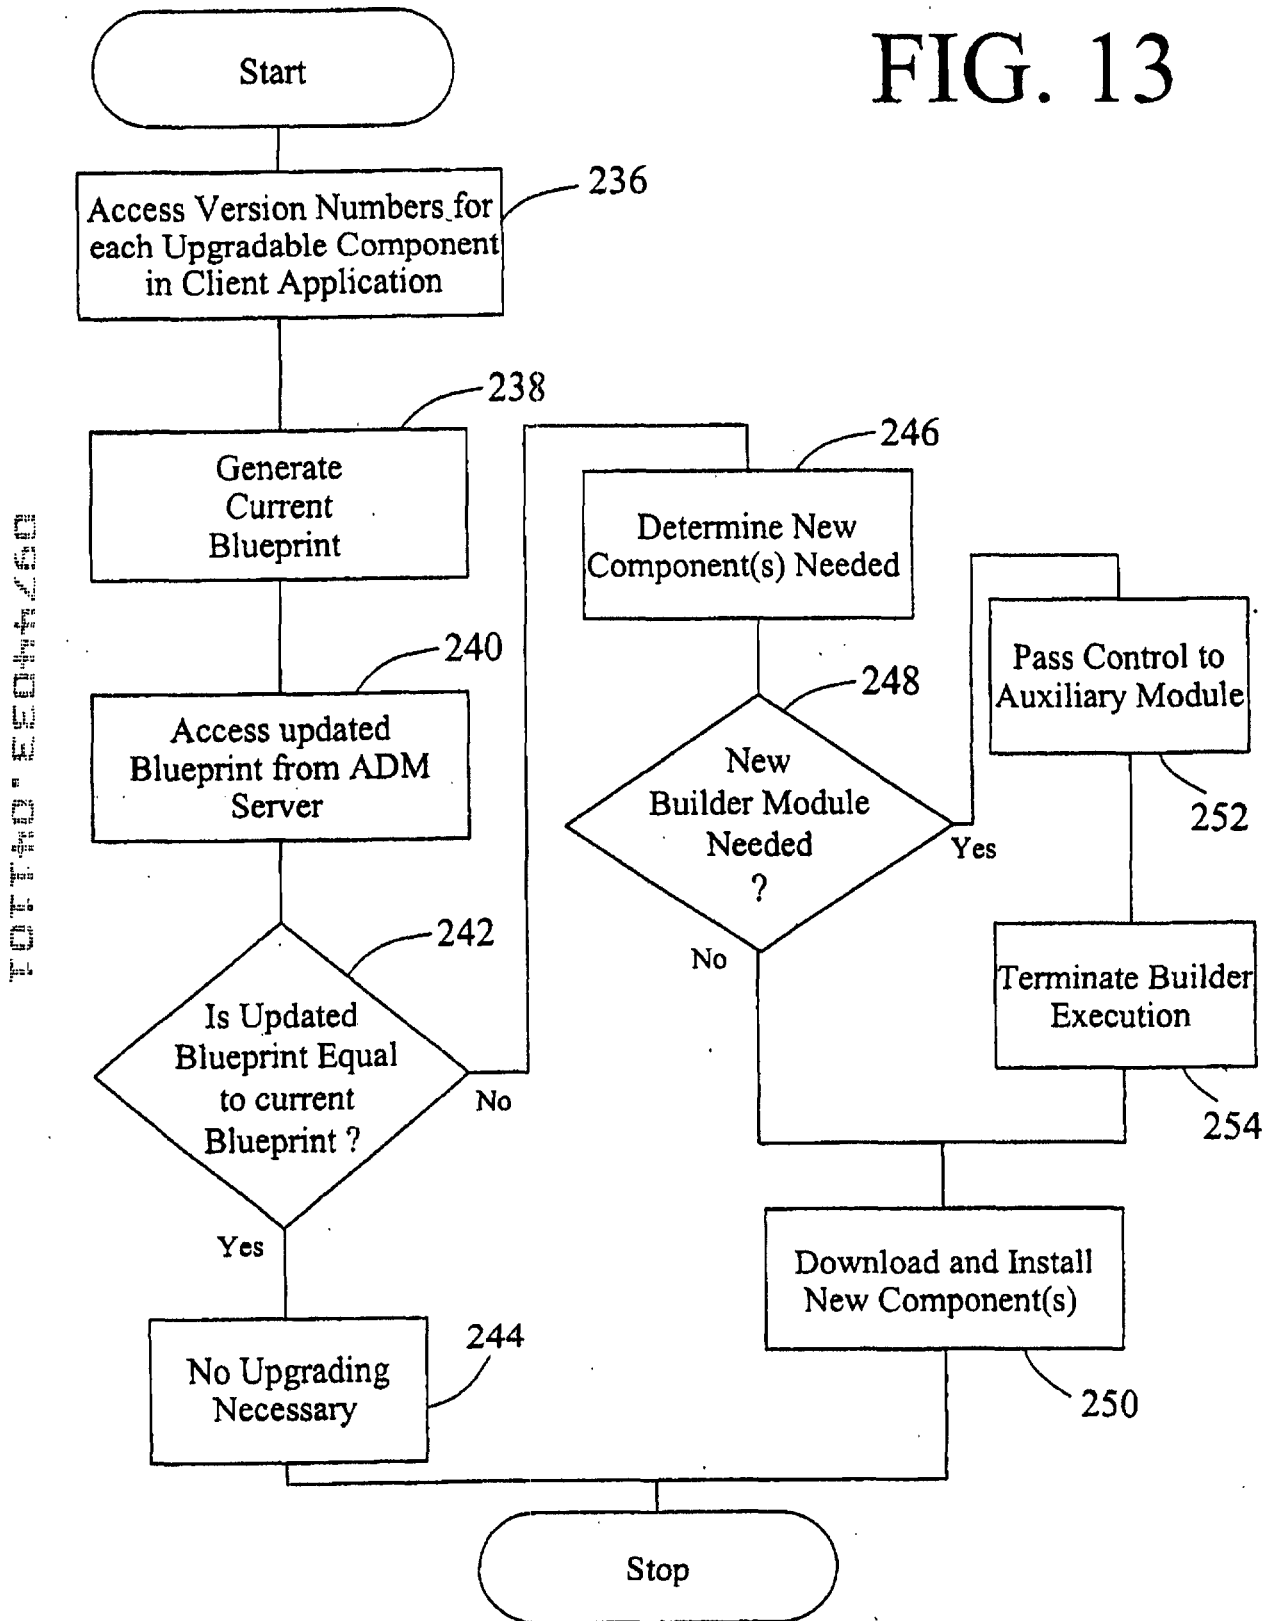 FIG. 13
Start
236
Access Version Numbers for
each Upgradable Component
in Client Application
238
Generate
Current
Blueprint
240
Access updated
Blueprint from ADM
Server
242
Is Updated
Blueprint Equal
to current
Blueprint ?
No
Yes
244
No Upgrading
Necessary
246
Determine New
Component(s) Needed
248
New
Builder Module
Needed
?
Yes
No
Pass Control to
Auxiliary Module
252
Terminate Builder
Execution
254
Download and Install
New Component(s)
250
Stop